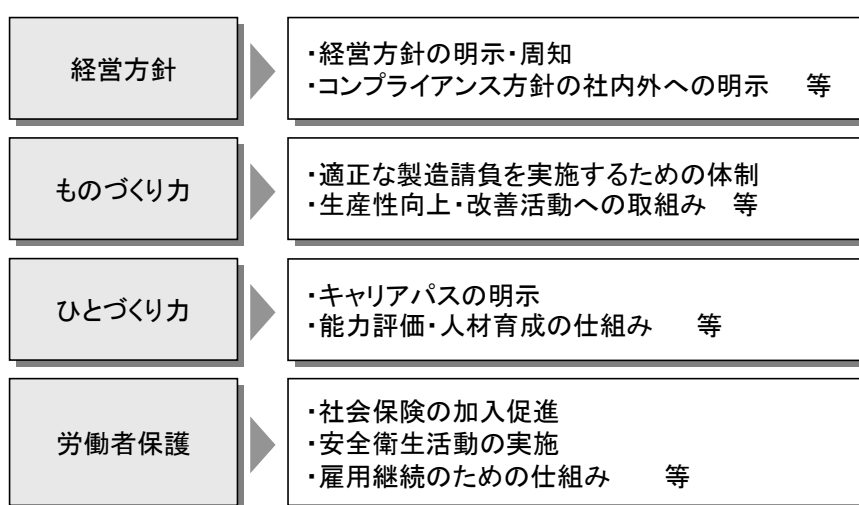 経営方針
・経営方針の明示・周知
・コンプライアンス方針の社内外への明示 等
ものづくり力
・適正な製造請負を実施するための体制
・生産性向上・改善活動への取組み 等
ひとづくり力
・キャリアパスの明示
・能力評価・人材育成の仕組み 等
労働者保護
・社会保険の加入促進
・安全衛生活動の実施
・雇用継続のための仕組み 等